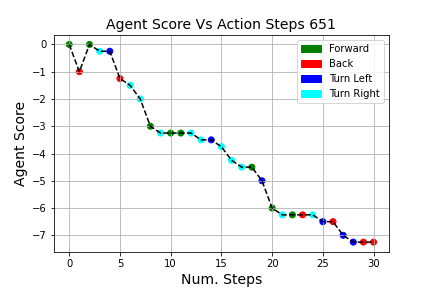 Agent Score Vs Action Steps 651
Forward
Back
Turn Left
Turn Right
Agent Score
0
−1
−2
−3
−4
−5
−6
−7
0 5 10 15 20 25 30
Num. Steps